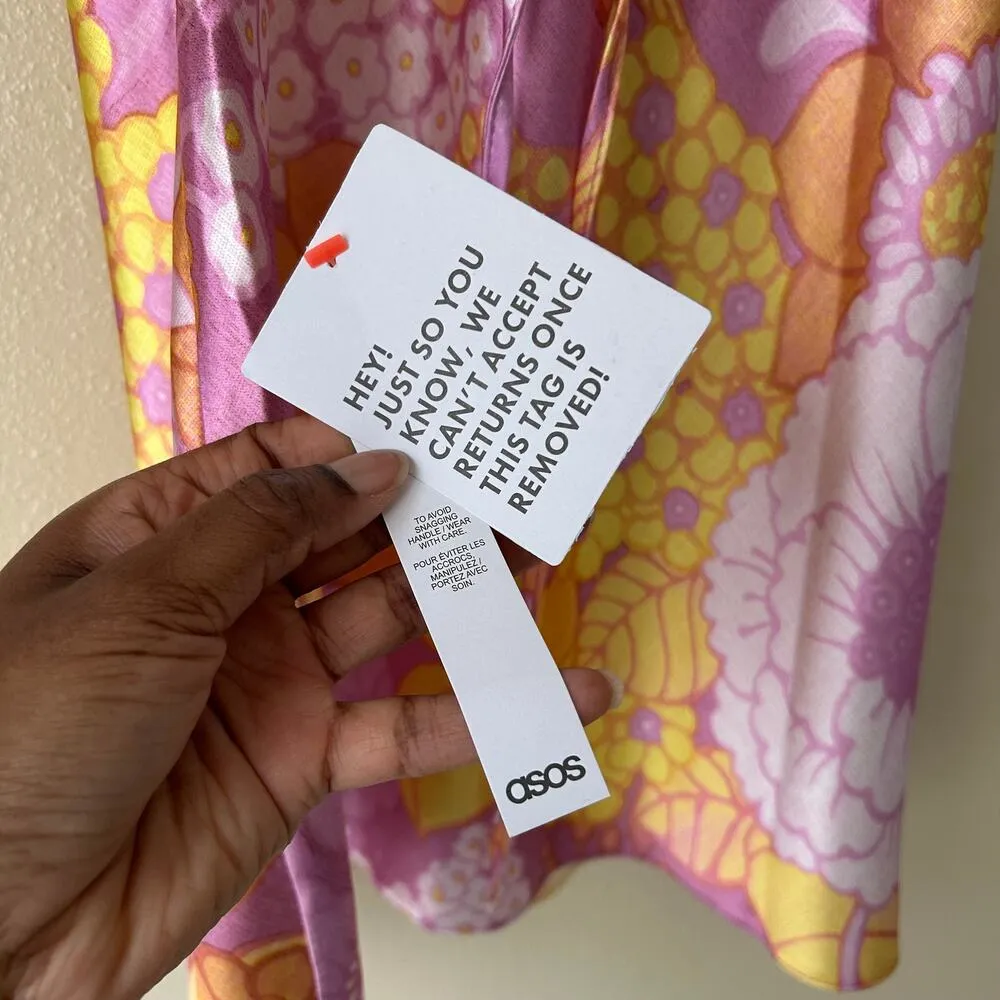 HEY!
JUST SO YOU
KNOW, WE
CAN'T ACCEPT
RETURNS ONCE
THIS TAG IS
REMOVED!
TO AVOID
SNAGGING
HANDLE / WEAR
WITH CARE.
POUR ÉVITER LES
ACCROCS,
MANIPULEZ /
PORTEZ AVEC
SOIN.
asos